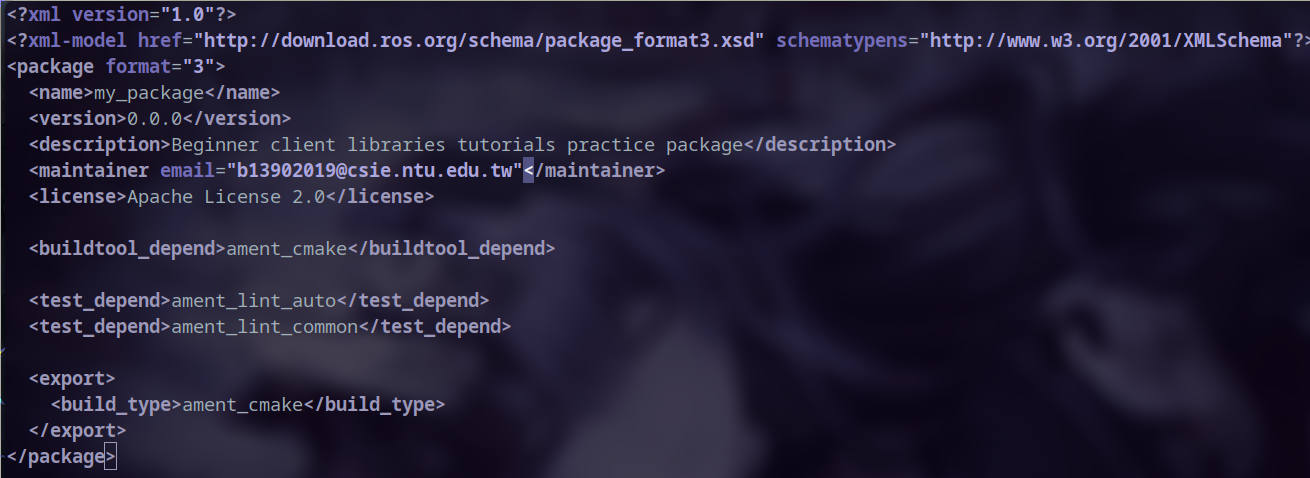 <?xml version="1.0"?>
<?xml-model href="http://download.ros.org/schema/package_format3.xsd" schematypens="http://www.w3.org/2001/XMLSchema"?>
<package format="3">
  <name>my_package</name>
  <version>0.0.0</version>
  <description>Beginner client libraries tutorials practice package</description>
  <maintainer email="b13902019@csie.ntu.edu.tw"</maintainer>
  <license>Apache License 2.0</license>

  <buildtool_depend>ament_cmake</buildtool_depend>

  <test_depend>ament_lint_auto</test_depend>
  <test_depend>ament_lint_common</test_depend>

  <export>
    <build_type>ament_cmake</build_type>
  </export>
</package>